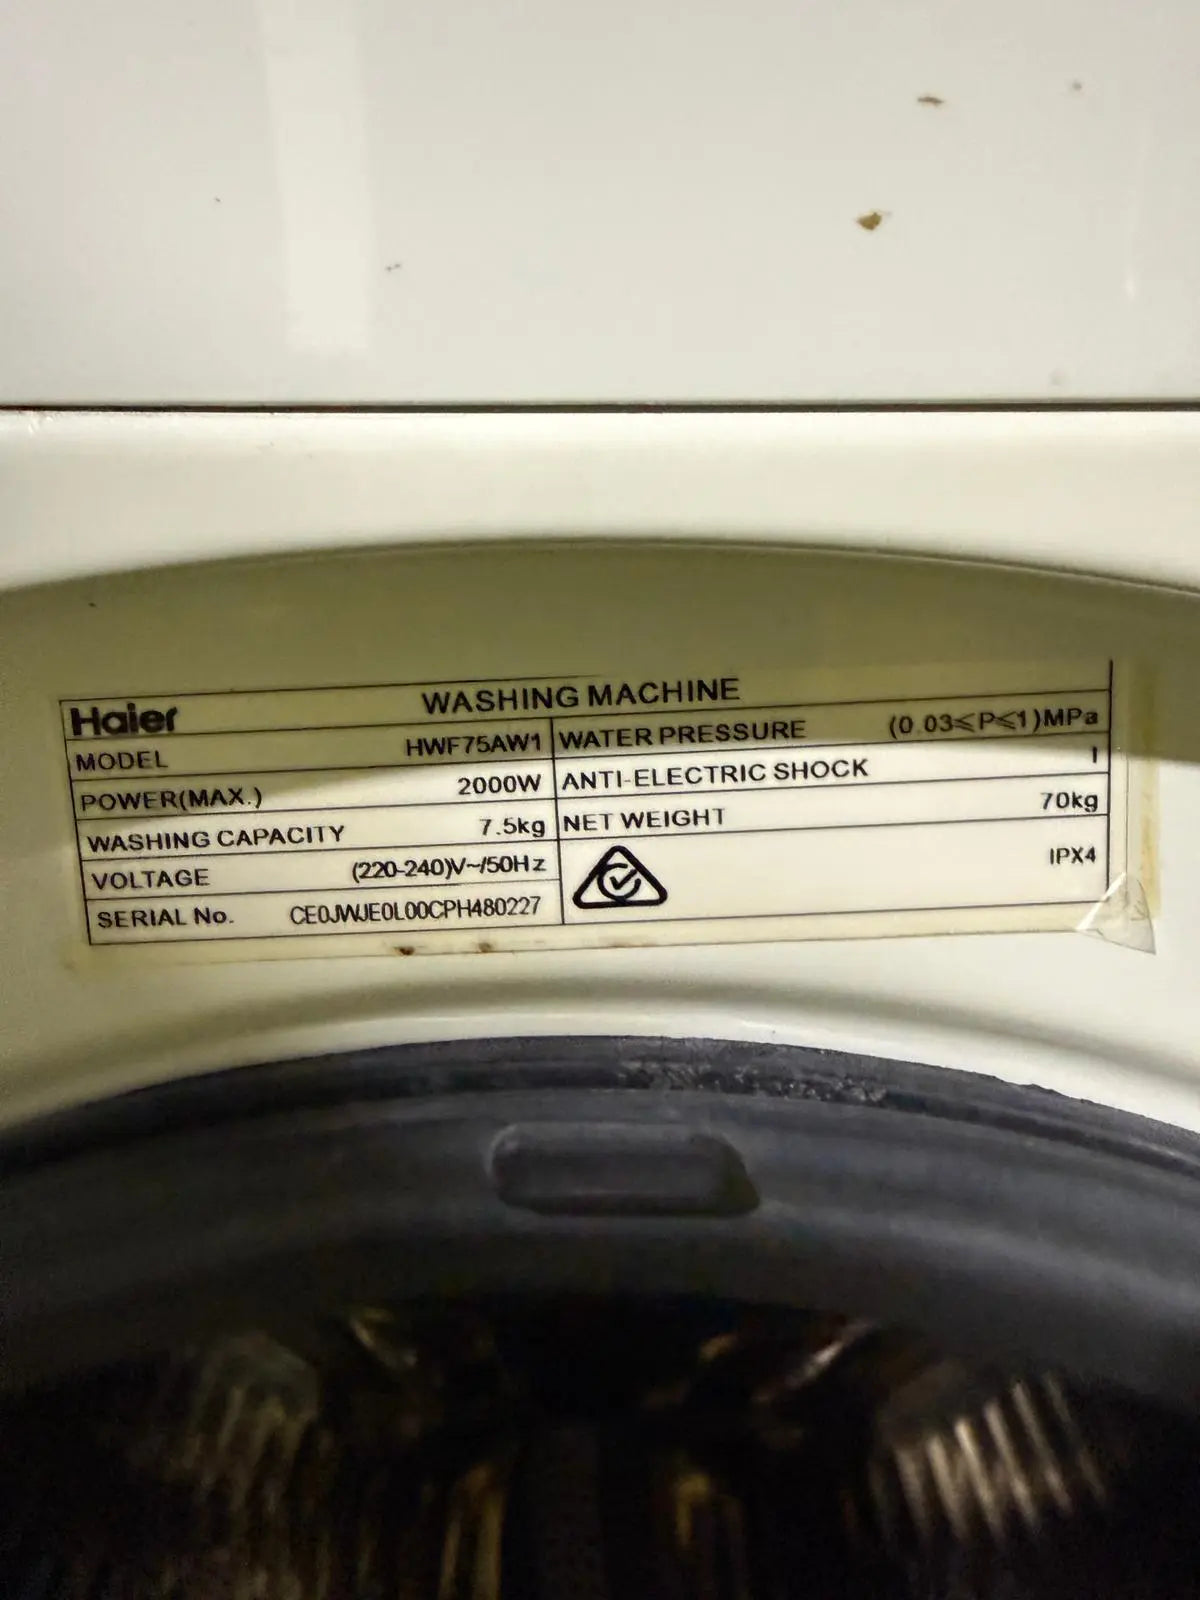 Haier WASHING MACHINE
MODEL HWF75AW1 WATER PRESSURE (0.03≤P≤1)MPa
POWER(MAX.) 2000W ANTI-ELECTRIC SHOCK I
WASHING CAPACITY 7.5kg NET WEIGHT 70kg
VOLTAGE (220-240)V~/50Hz IPX4
SERIAL No. CE0JWJE0L00CPH480227